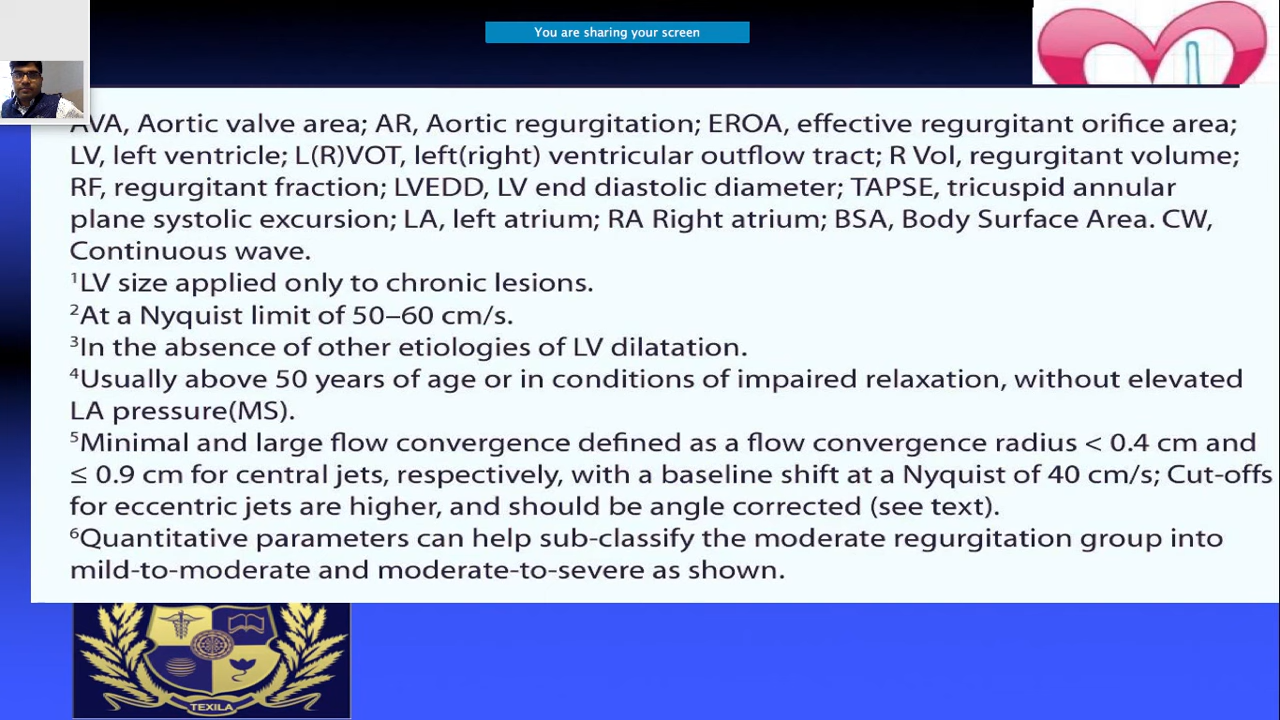 You are sharing your screen
AVA, Aortic valve area; AR, Aortic regurgitation; EROA, effective regurgitant orifice area;
LV, left ventricle; L(R)VOT, left(right) ventricular outflow tract; R Vol, regurgitant volume;
RF, regurgitant fraction; LVEDD, LV end diastolic diameter; TAPSE, tricuspid annular
plane systolic excursion; LA, left atrium; RA Right atrium; BSA, Body Surface Area. CW,
Continuous wave.
¹LV size applied only to chronic lesions.
²At a Nyquist limit of 50–60 cm/s.
³In the absence of other etiologies of LV dilatation.
⁴Usually above 50 years of age or in conditions of impaired relaxation, without elevated
LA pressure(MS).
⁵Minimal and large flow convergence defined as a flow convergence radius < 0.4 cm and
≤ 0.9 cm for central jets, respectively, with a baseline shift at a Nyquist of 40 cm/s; Cut-offs
for eccentric jets are higher, and should be angle corrected (see text).
⁶Quantitative parameters can help sub-classify the moderate regurgitation group into
mild-to-moderate and moderate-to-severe as shown.
TEXILA